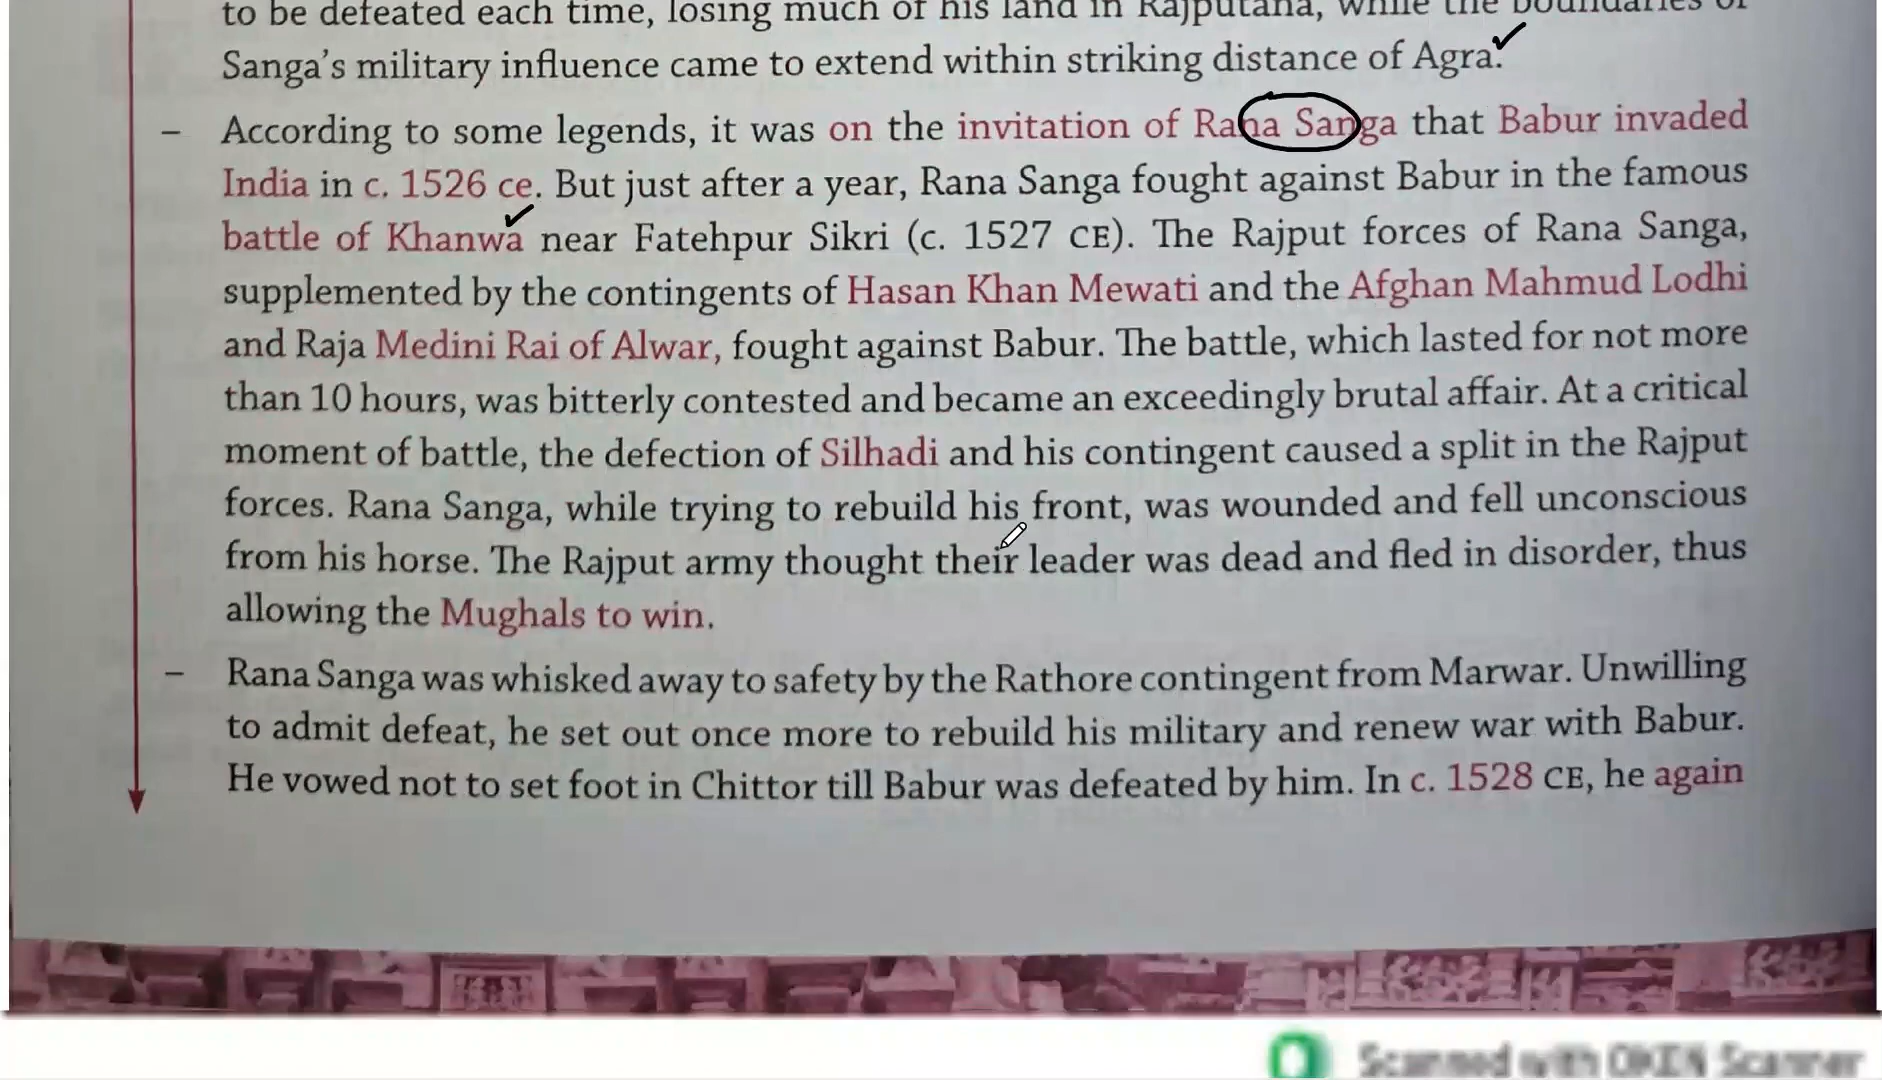 to be defeated each time, losing much of his land in Rajputana, while the boundaries of
Sanga's military influence came to extend within striking distance of Agra.
– According to some legends, it was on the invitation of Rana Sanga that Babur invaded
India in c. 1526 ce. But just after a year, Rana Sanga fought against Babur in the famous
battle of Khanwa near Fatehpur Sikri (c. 1527 CE). The Rajput forces of Rana Sanga,
supplemented by the contingents of Hasan Khan Mewati and the Afghan Mahmud Lodhi
and Raja Medini Rai of Alwar, fought against Babur. The battle, which lasted for not more
than 10 hours, was bitterly contested and became an exceedingly brutal affair. At a critical
moment of battle, the defection of Silhadi and his contingent caused a split in the Rajput
forces. Rana Sanga, while trying to rebuild his front, was wounded and fell unconscious
from his horse. The Rajput army thought their leader was dead and fled in disorder, thus
allowing the Mughals to win.
– Rana Sanga was whisked away to safety by the Rathore contingent from Marwar. Unwilling
to admit defeat, he set out once more to rebuild his military and renew war with Babur.
He vowed not to set foot in Chittor till Babur was defeated by him. In c. 1528 CE, he again
Scanned with OKEN Scanner